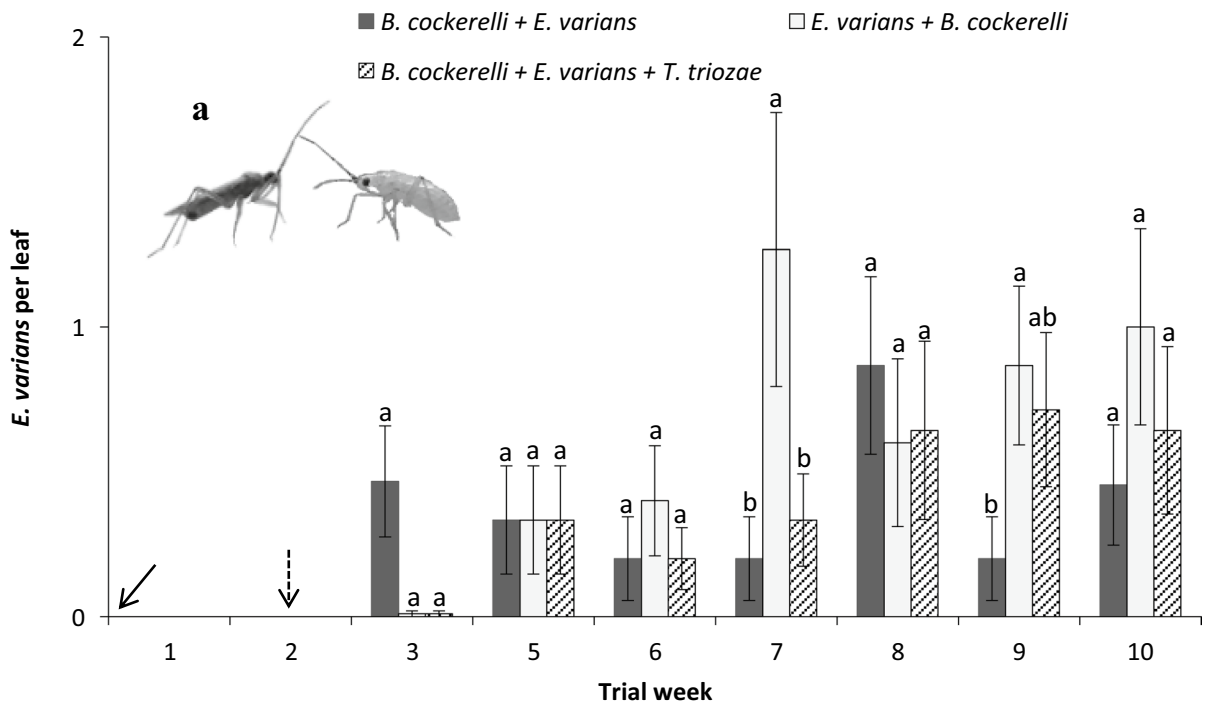 B. cockerelli + E. varians
E. varians + B. cockerelli
B. cockerelli + E. varians + T. triozae
a
E. varians per leaf
2
1
0
a
a a
a a a
a a a
b a b
a a a
b a ab
a a a
1 2 3 5 6 7 8 9 10
Trial week